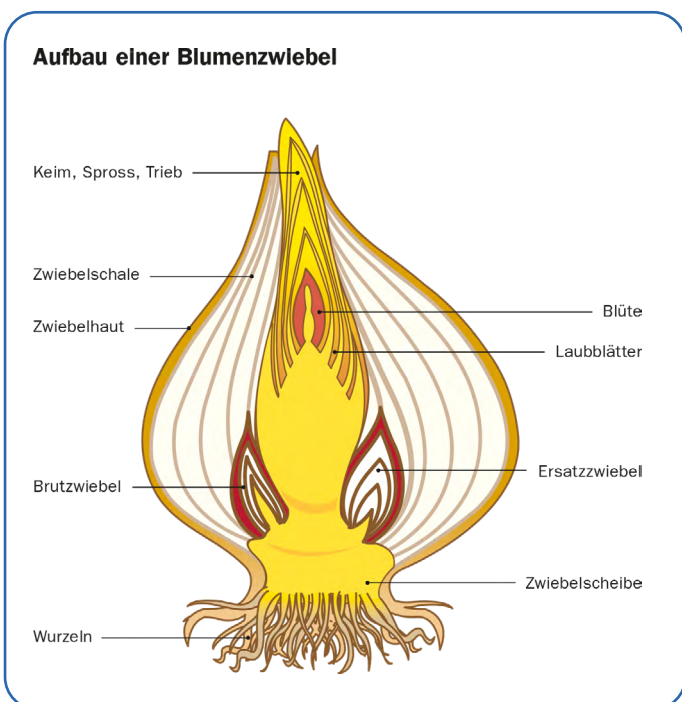 Aufbau einer Blumenzwiebel
Keim, Spross, Trieb
Zwiebelschale
Zwiebelhaut
Blüte
Laubblätter
Brutzwiebel
Ersatzzwiebel
Zwiebelscheibe
Wurzeln